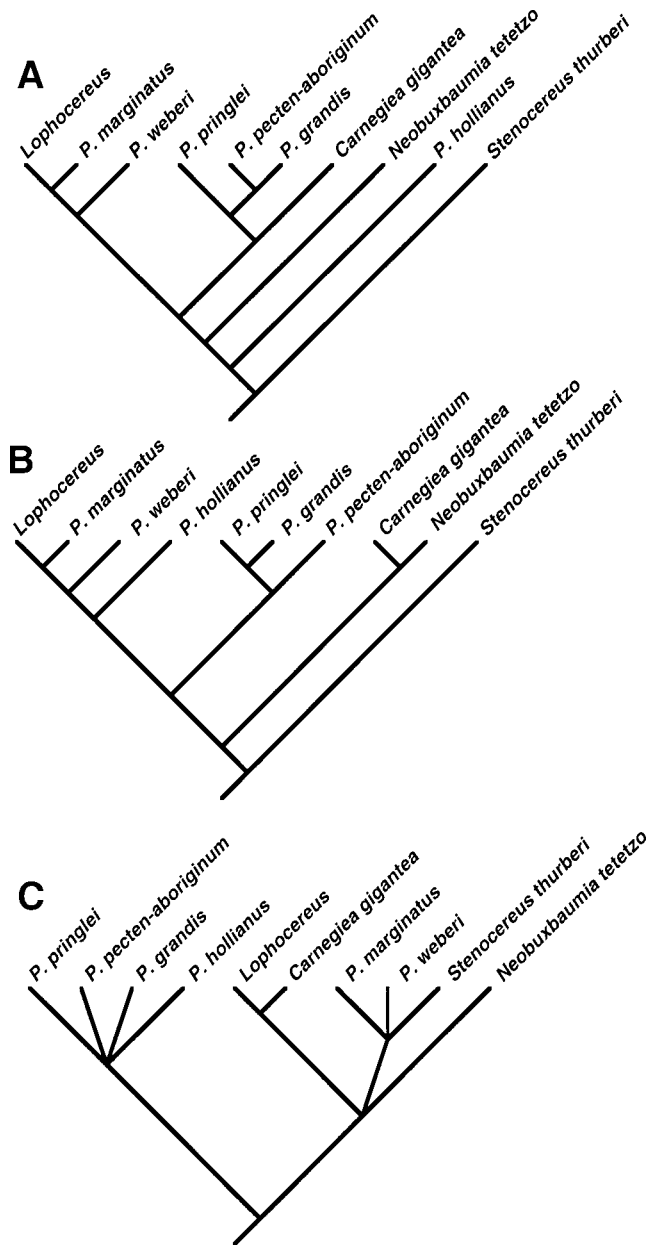 A
Lophocereus
P. marginatus
P. weberi
P. pringlei
P. pecten-aboriginum
P. grandis
Carnegiea gigantea
Neobuxbaumia tetetzo
P. hollianus
Stenocereus thurberi
B
Lophocereus
P. marginatus
P. weberi
P. hollianus
P. pringlei
P. grandis
P. pecten-aboriginum
Carnegiea gigantea
Neobuxbaumia tetetzo
Stenocereus thurberi
C
P. pringlei
P. pecten-aboriginum
P. grandis
P. hollianus
Lophocereus
Carnegiea gigantea
P. marginatus
P. weberi
Stenocereus thurberi
Neobuxbaumia tetetzo